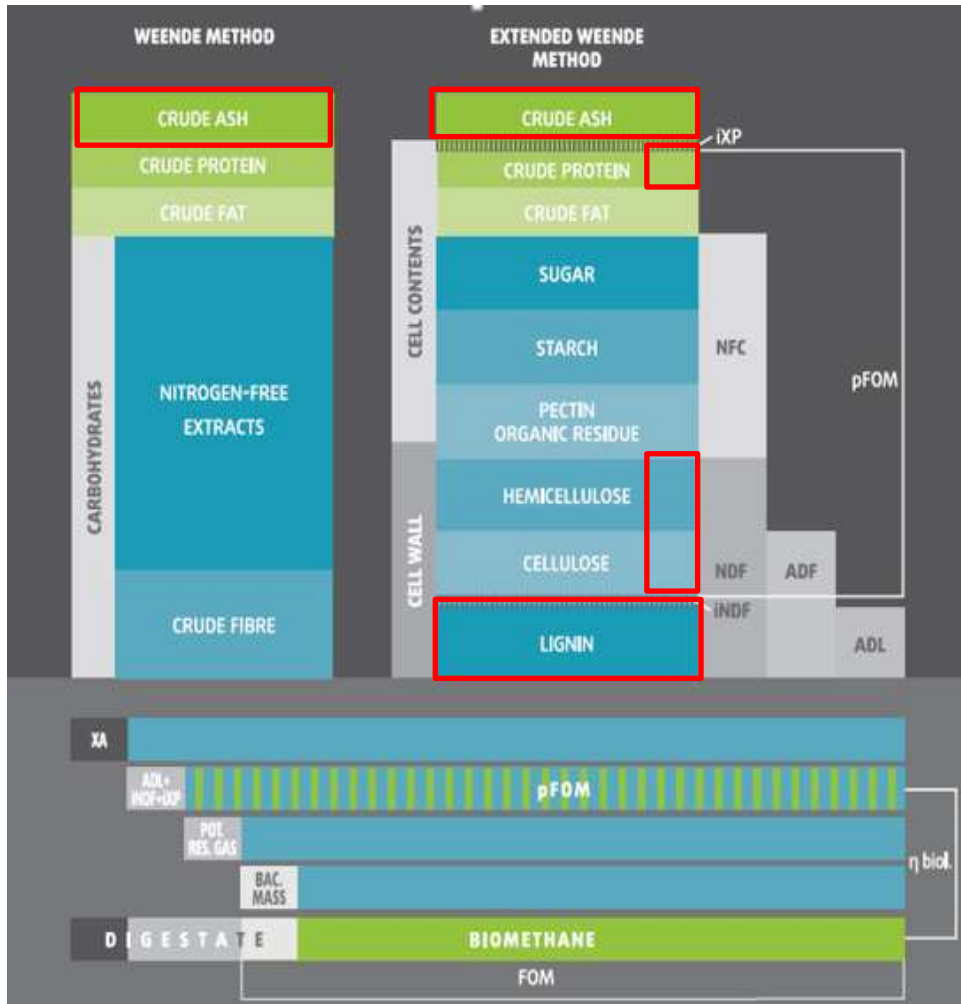 WEENDE METHOD
EXTENDED WEENDE
METHOD
CRUDE ASH
CRUDE PROTEIN
CRUDE FAT
CARBOHYDRATES
NITROGEN-FREE
EXTRACTS
CRUDE FIBRE
CRUDE ASH
iXP
CRUDE PROTEIN
CRUDE FAT
CELL CONTENTS
SUGAR
STARCH
NFC
pFOM
PECTIN
ORGANIC RESIDUE
CELL WALL
HEMICELLULOSE
CELLULOSE
NDF
ADF
iNDF
LIGNIN
ADL
XA
ADL+
INDF+iXP
pFOM
POT.
RES. GAS
η biol.
BAC.
MASS
DIGESTATE
BIOMETHANE
FOM